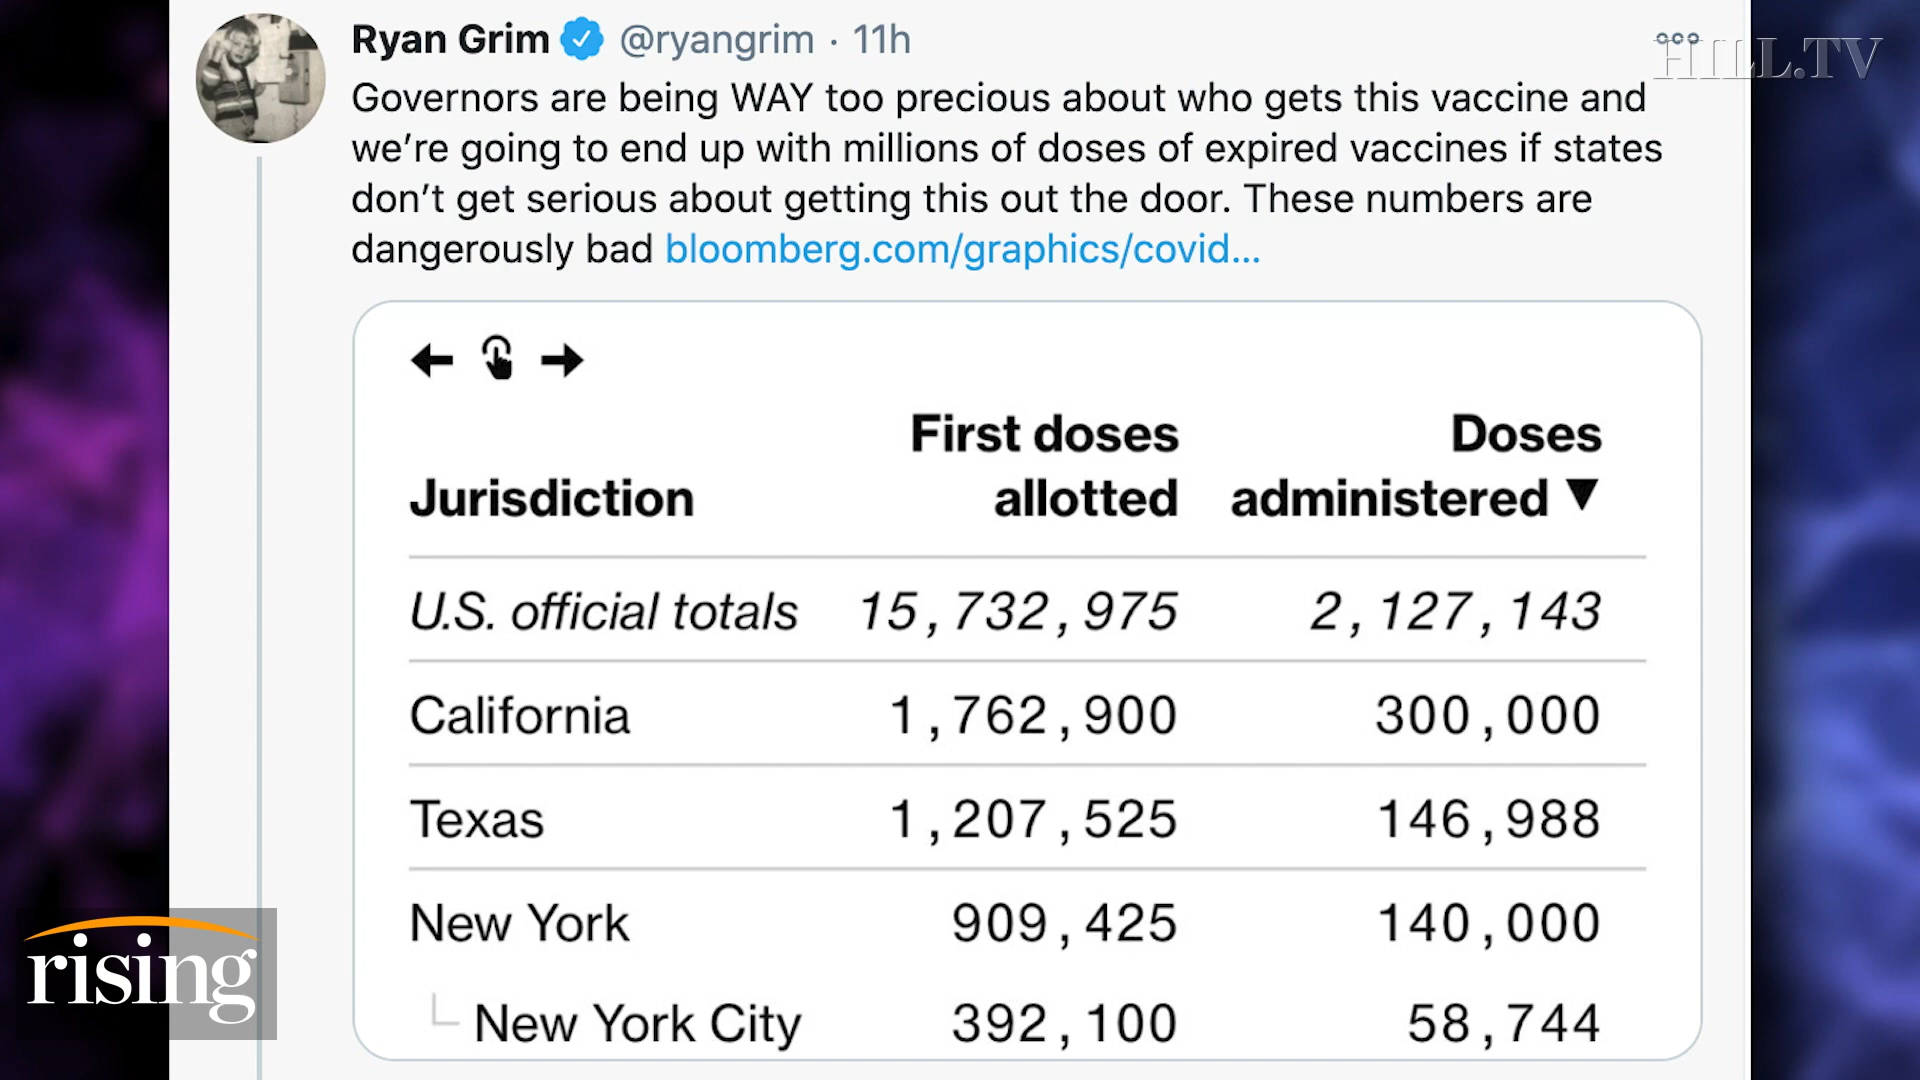 Ryan Grim @ryangrim · 11h
HILL.TV
Governors are being WAY too precious about who gets this vaccine and
we're going to end up with millions of doses of expired vaccines if states
don't get serious about getting this out the door. These numbers are
dangerously bad bloomberg.com/graphics/covid...
First doses Doses
Jurisdiction allotted administered ▼
U.S. official totals 15,732,975 2,127,143
California 1,762,900 300,000
Texas 1,207,525 146,988
New York 909,425 140,000
New York City 392,100 58,744
rising